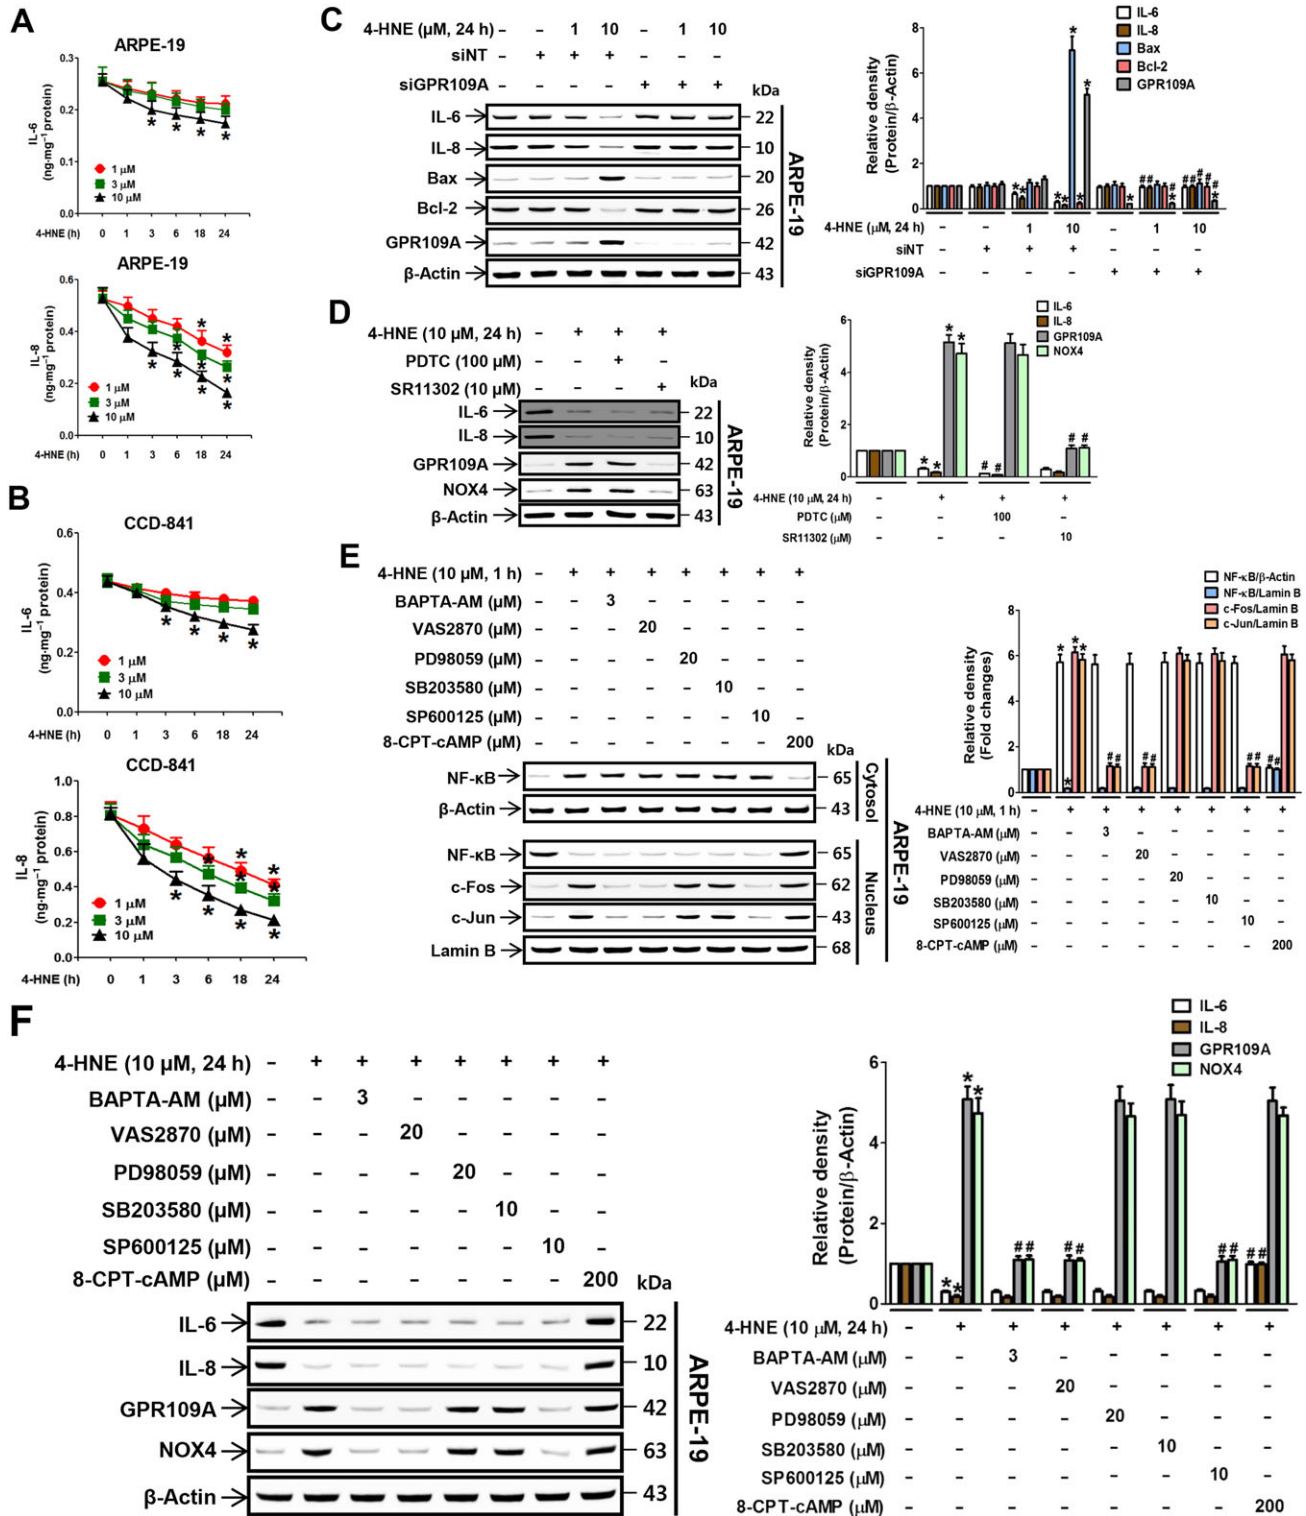 A
ARPE-19
IL-6
(ng·mg⁻¹ protein)
0.3
0.2
0.1
0.0
1 µM
3 µM
10 µM
* * * *
4-HNE (h) 0 1 3 6 18 24
ARPE-19
IL-8
(ng·mg⁻¹ protein)
0.6
0.4
0.2
0.0
1 µM
3 µM
10 µM
4-HNE (h) 0 1 3 6 18 24
B
CCD-841
IL-6
(ng·mg⁻¹ protein)
0.6
0.4
0.2
0.0
1 µM
3 µM
10 µM
* * * *
4-HNE (h) 0 1 3 6 18 24
CCD-841
IL-8
(ng·mg⁻¹ protein)
1.0
0.8
0.6
0.4
0.2
0.0
1 µM
3 µM
10 µM
4-HNE (h) 0 1 3 6 18 24
C
4-HNE (µM, 24 h) – – 1 10 – 1 10
siNT – + + + – – –
siGPR109A – – – – + + +
kDa
IL-6 22
IL-8 10
Bax 20
Bcl-2 26
GPR109A 42
β-Actin 43
ARPE-19
IL-6
IL-8
Bax
Bcl-2
GPR109A
Relative density
(Protein/β-Actin)
8
6
4
2
0
4-HNE (µM, 24 h) – – 1 10 – 1 10
siNT – + + + – – –
siGPR109A – – – – + + +
D
4-HNE (10 µM, 24 h) – + + +
PDTC (100 µM) – – + –
SR11302 (10 µM) – – – +
kDa
IL-6 22
IL-8 10
GPR109A 42
NOX4 63
β-Actin 43
ARPE-19
IL-6
IL-8
GPR109A
NOX4
Relative density
(Protein/β-Actin)
6
4
2
0
4-HNE (10 µM, 24 h) – + + +
PDTC (µM) – – 100 –
SR11302 (µM) – – – 10
E
4-HNE (10 µM, 1 h) – + + + + + + +
BAPTA-AM (µM) – – 3 – – – – –
VAS2870 (µM) – – – 20 – – – –
PD98059 (µM) – – – – 20 – – –
SB203580 (µM) – – – – – 10 – –
SP600125 (µM) – – – – – – 10 –
8-CPT-cAMP (µM) – – – – – – – 200
kDa
NF-κB 65
β-Actin 43
Cytosol
NF-κB 65
c-Fos 62
c-Jun 43
Lamin B 68
Nucleus
ARPE-19
NF-κB/β-Actin
NF-κB/Lamin B
c-Fos/Lamin B
c-Jun/Lamin B
Relative density
(Fold changes)
8
6
4
2
0
4-HNE (10 µM, 1 h) – + + + + + + +
BAPTA-AM (µM) – – 3 – – – – –
VAS2870 (µM) – – – 20 – – – –
PD98059 (µM) – – – – 20 – – –
SB203580 (µM) – – – – – 10 – –
SP600125 (µM) – – – – – – 10 –
8-CPT-cAMP (µM) – – – – – – – 200
F
4-HNE (10 µM, 24 h) – + + + + + + +
BAPTA-AM (µM) – – 3 – – – – –
VAS2870 (µM) – – – 20 – – – –
PD98059 (µM) – – – – 20 – – –
SB203580 (µM) – – – – – 10 – –
SP600125 (µM) – – – – – – 10 –
8-CPT-cAMP (µM) – – – – – – – 200
kDa
IL-6 22
IL-8 10
GPR109A 42
NOX4 63
β-Actin 43
ARPE-19
IL-6
IL-8
GPR109A
NOX4
Relative density
(Protein/β-Actin)
6
4
2
0
4-HNE (10 µM, 24 h) – + + + + + + +
BAPTA-AM (µM) – – 3 – – – – –
VAS2870 (µM) – – – 20 – – – –
PD98059 (µM) – – – – 20 – – –
SB203580 (µM) – – – – – 10 – –
SP600125 (µM) – – – – – – 10 –
8-CPT-cAMP (µM) – – – – – – – 200